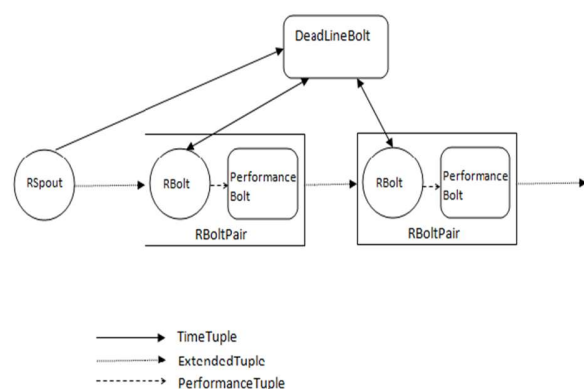 DeadLineBolt
RSpout
RBolt
Performance
Bolt
RBoltPair
RBolt
Performance
Bolt
RBoltPair
TimeTuple
ExtendedTuple
PerformanceTuple